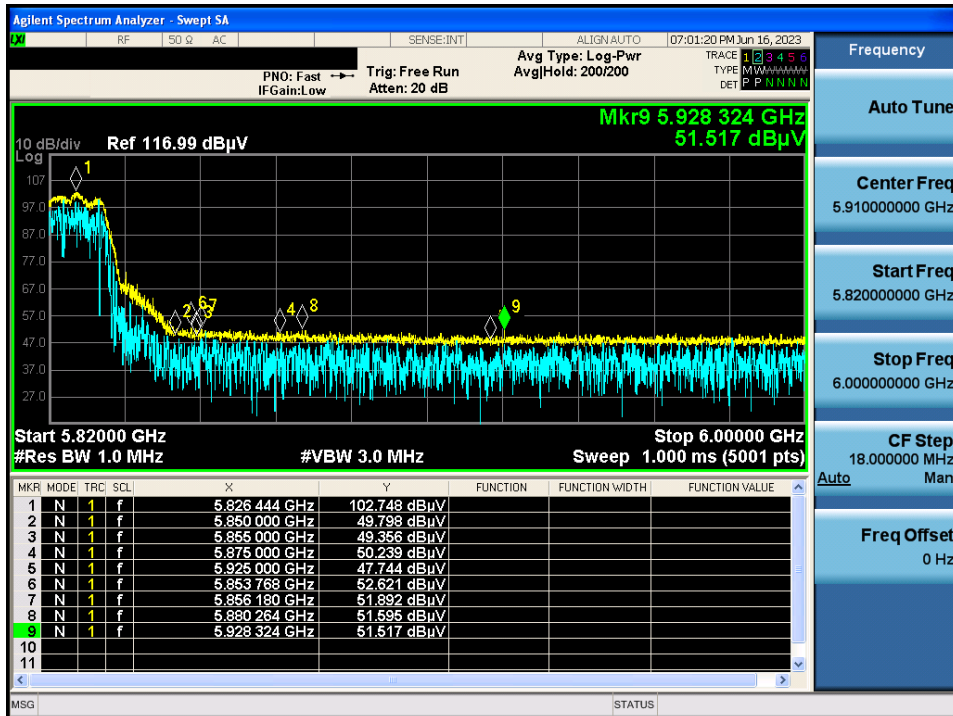 Agilent Spectrum Analyzer - Swept SA
LXI RF 50 Ω AC SENSE:INT ALIGN AUTO 07:01:20 PM Jun 16, 2023
PNO: Fast
IFGain:Low
Trig: Free Run
Atten: 20 dB
Avg Type: Log-Pwr
Avg|Hold: 200/200
TRACE 1 2 3 4 5 6
TYPE M W W W W W
DET P P N N N N
Mkr9 5.928 324 GHz
51.517 dBµV
10 dB/div Ref 116.99 dBµV
Log
107
97.0
87.0
77.0
67.0
57.0
47.0
37.0
27.0
1
2
6
7
3
4
8
9
Start 5.82000 GHz
Stop 6.00000 GHz
#Res BW 1.0 MHz
#VBW 3.0 MHz
Sweep 1.000 ms (5001 pts)
MKR MODE TRC SCL X Y FUNCTION FUNCTION WIDTH FUNCTION VALUE
1 N 1 f 5.826 444 GHz 102.748 dBµV
2 N 1 f 5.850 000 GHz 49.798 dBµV
3 N 1 f 5.855 000 GHz 49.356 dBµV
4 N 1 f 5.875 000 GHz 50.239 dBµV
5 N 1 f 5.925 000 GHz 47.744 dBµV
6 N 1 f 5.853 768 GHz 52.621 dBµV
7 N 1 f 5.856 180 GHz 51.892 dBµV
8 N 1 f 5.880 264 GHz 51.595 dBµV
9 N 1 f 5.928 324 GHz 51.517 dBµV
10
11
MSG
STATUS
Frequency
Auto Tune
Center Freq
5.910000000 GHz
Start Freq
5.820000000 GHz
Stop Freq
6.000000000 GHz
CF Step
18.000000 MHz
Auto Man
Freq Offset
0 Hz